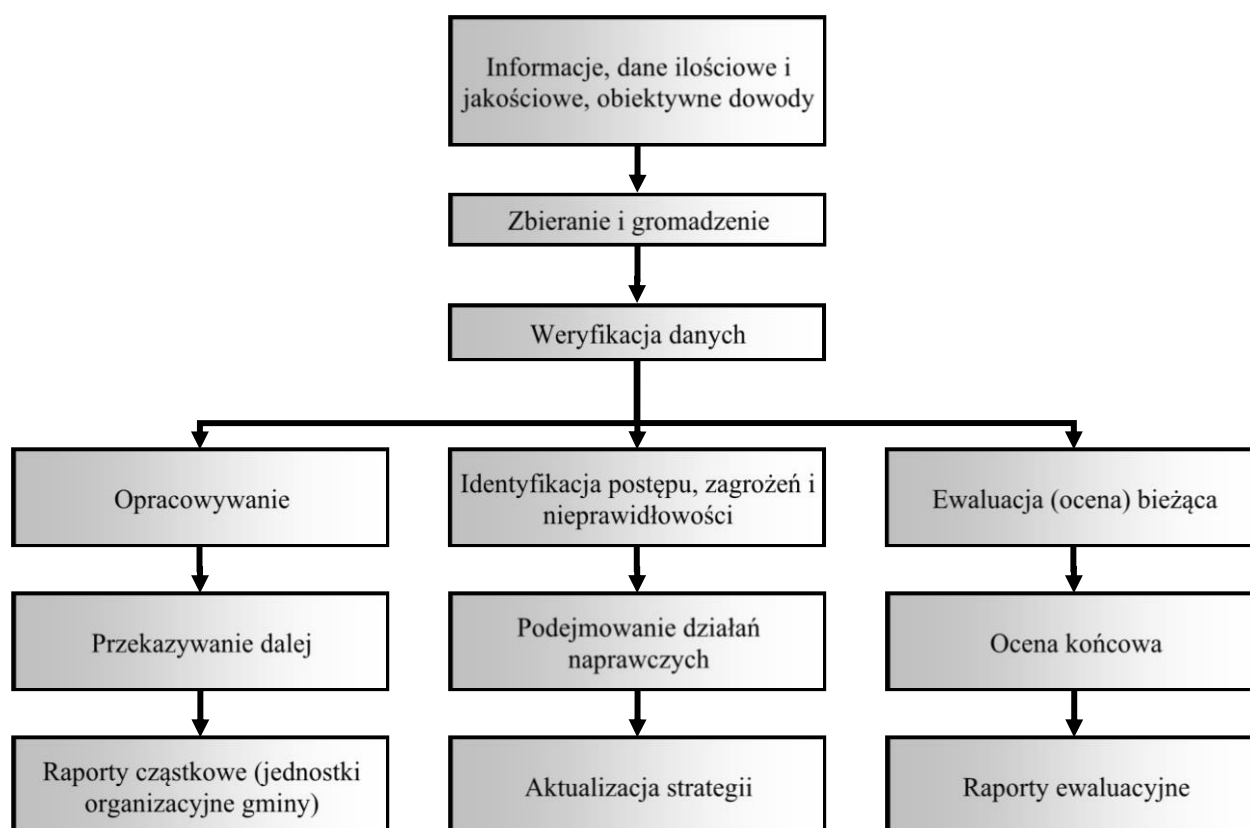 Informacje, dane ilościowe i
jakościowe, obiektywne dowody
Zbieranie i gromadzenie
Weryfikacja danych
Opracowywanie
Identyfikacja postępu, zagrożeń i
nieprawidłowości
Ewaluacja (ocena) bieżąca
Przekazywanie dalej
Podejmowanie działań
naprawczych
Ocena końcowa
Raporty cząstkowe (jednostki
organizacyjne gminy)
Aktualizacja strategii
Raporty ewaluacyjne